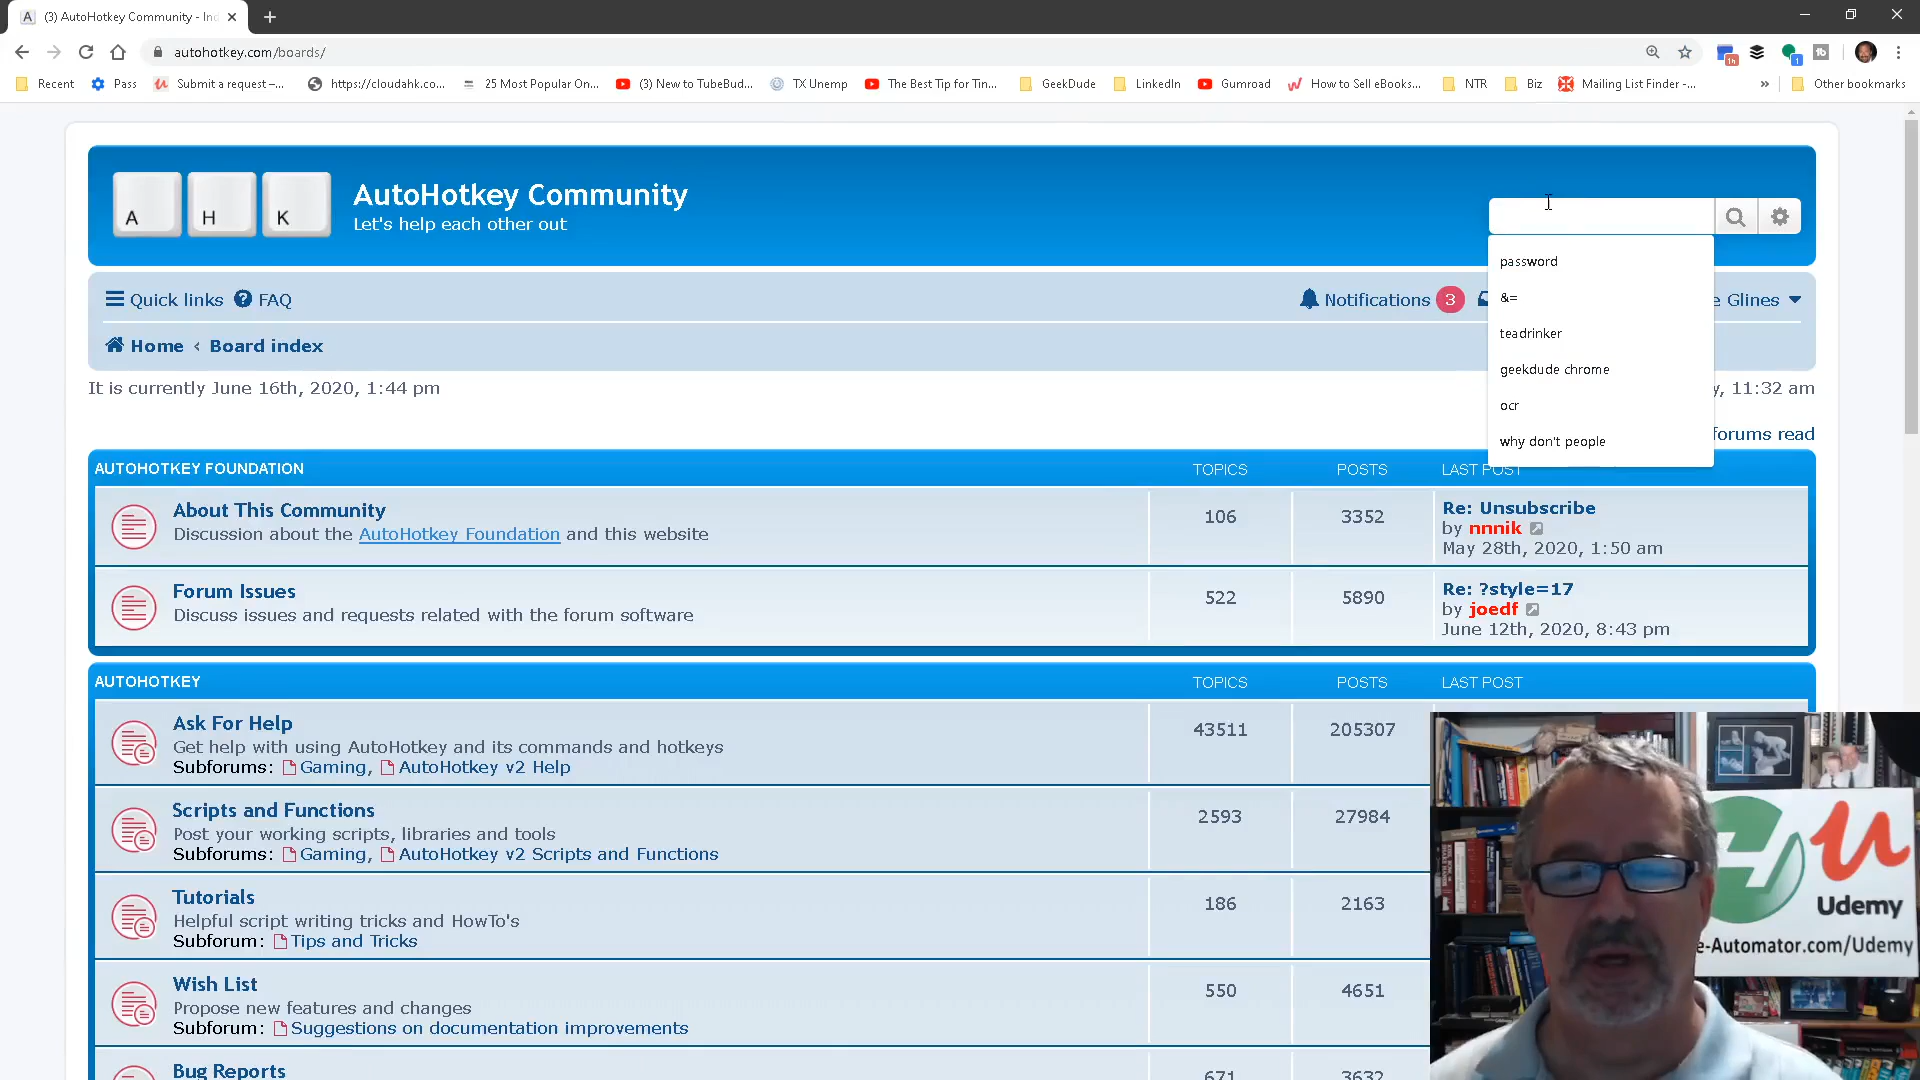 A (3) AutoHotkey Community - Ind
autohotkey.com/boards/
Recent Pass Submit a request –... https://cloudahk.co... 25 Most Popular On... (3) New to TubeBud... TX Unemp The Best Tip for Tin... GeekDude LinkedIn Gumroad How to Sell eBooks... NTR Biz Mailing List Finder -... » Other bookmarks
A H K
AutoHotkey Community
Let's help each other out
password
&=
teadrinker
geekdude chrome
ocr
why don't people
Quick links FAQ Notifications 3 e Glines
Home ‹ Board index
It is currently June 16th, 2020, 1:44 pm
y, 11:32 am
forums read
AUTOHOTKEY FOUNDATION TOPICS POSTS LAST POST
About This Community
Discussion about the AutoHotkey Foundation and this website
106 3352
Re: Unsubscribe
by nnnik
May 28th, 2020, 1:50 am
Forum Issues
Discuss issues and requests related with the forum software
522 5890
Re: ?style=17
by joedf
June 12th, 2020, 8:43 pm
AUTOHOTKEY TOPICS POSTS LAST POST
Ask For Help
Get help with using AutoHotkey and its commands and hotkeys
Subforums: Gaming, AutoHotkey v2 Help
43511 205307
Scripts and Functions
Post your working scripts, libraries and tools
Subforums: Gaming, AutoHotkey v2 Scripts and Functions
2593 27984
Tutorials
Helpful script writing tricks and HowTo's
Subforum: Tips and Tricks
186 2163
Wish List
Propose new features and changes
Subforum: Suggestions on documentation improvements
550 4651
Bug Reports
671 3632
Udemy
e-Automator.com/Udemy